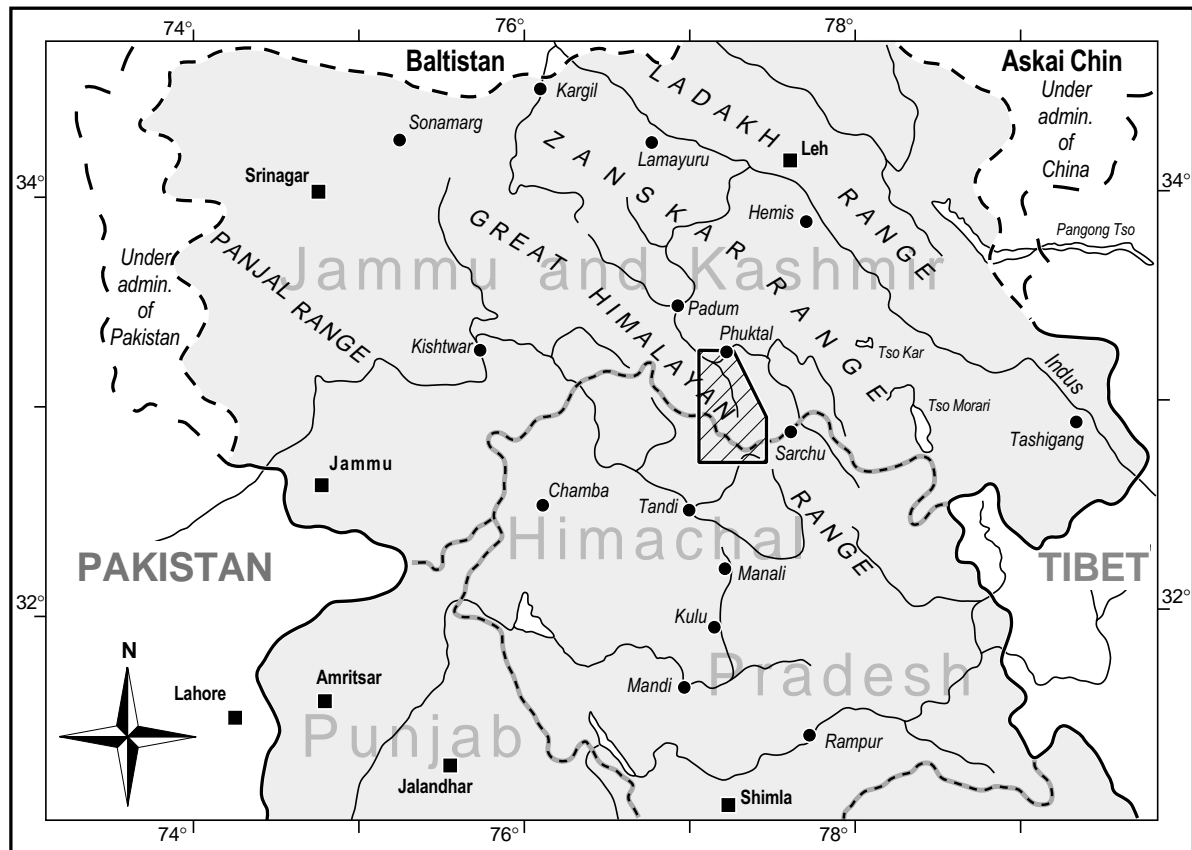 74°
76°
78°
Baltistan
Askai Chin
Under
admin.
of
China
Kargil
LADAKH
RANGE
Sonamarg
ZANSKAR RANGE
Lamayuru
Leh
Srinagar
34°
34°
Hemis
GREAT HIMALAYAN
RANGE
Pangong Tso
PANJAL RANGE
Under
admin.
of
Pakistan
Jammu and Kashmir
Padum
Phuktal
Kishtwar
Tso Kar
Indus
Tso Morari
Tashigang
Sarchu
Jammu
Chamba
Tandi
Himachal
PAKISTAN
TIBET
Manali
32°
32°
Kulu
N
Pradesh
Mandi
Amritsar
Lahore
Punjab
Rampur
Jalandhar
Shimla
74°
76°
78°